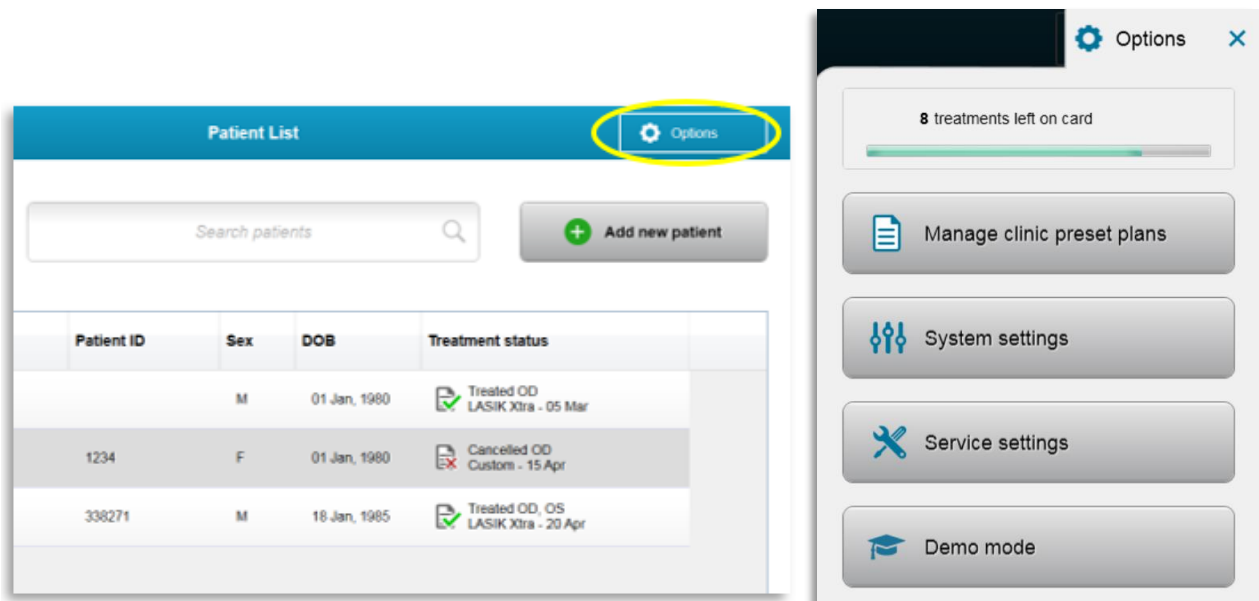 Patient List
Options
Search patients
Add new patient
Patient ID Sex DOB Treatment status
M 01 Jan, 1980 Treated OD
LASIK Xtra - 05 Mar
1234 F 01 Jan, 1980 Cancelled OD
Custom - 15 Apr
338271 M 18 Jan, 1985 Treated OD, OS
LASIK Xtra - 20 Apr
Options
8 treatments left on card
Manage clinic preset plans
System settings
Service settings
Demo mode